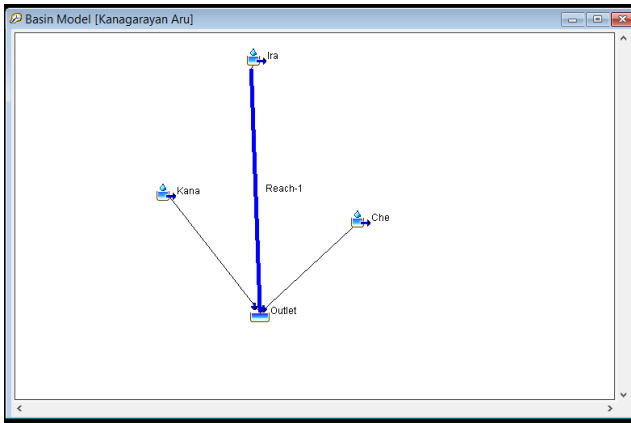 Basin Model [Kanagarayan Aru]
Ira
Kana
Reach-1
Che
Outlet